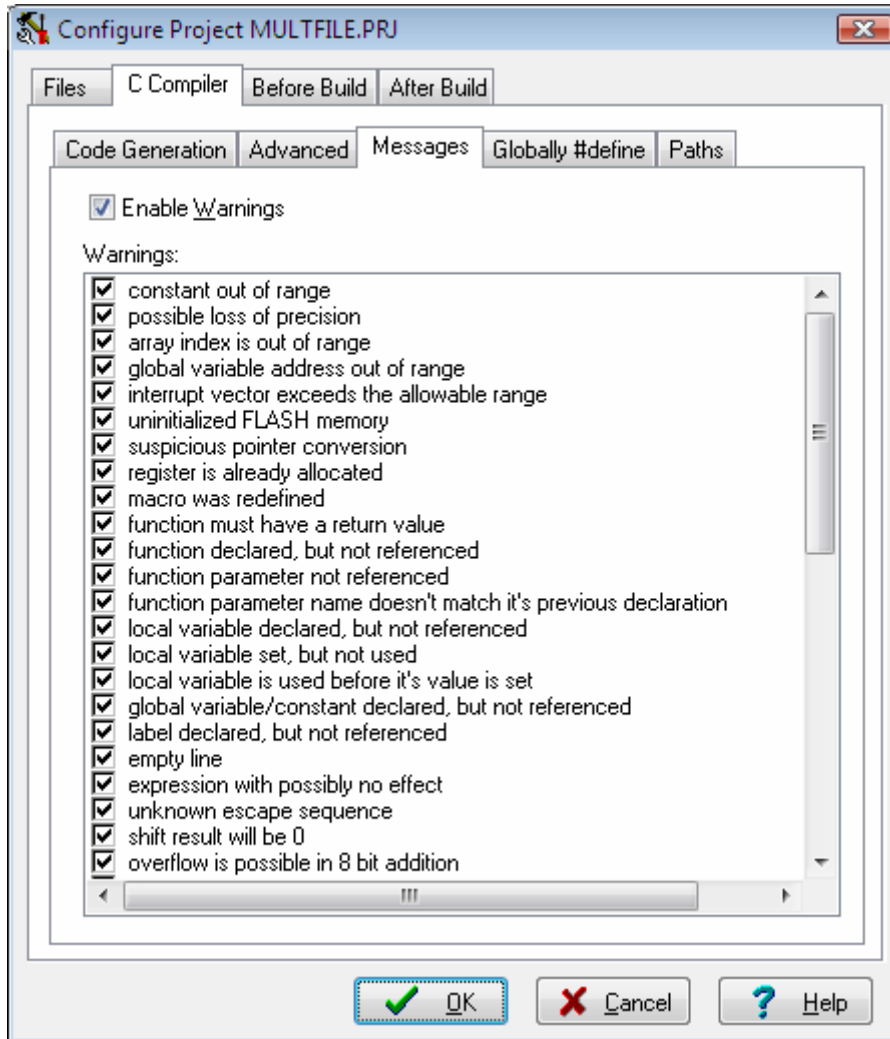 Configure Project MULTFILE.PRJ
Files C Compiler Before Build After Build
Code Generation Advanced Messages Globally #define Paths
Enable Warnings
Warnings:
constant out of range
possible loss of precision
array index is out of range
global variable address out of range
interrupt vector exceeds the allowable range
uninitialized FLASH memory
suspicious pointer conversion
register is already allocated
macro was redefined
function must have a return value
function declared, but not referenced
function parameter not referenced
function parameter name doesn't match it's previous declaration
local variable declared, but not referenced
local variable set, but not used
local variable is used before it's value is set
global variable/constant declared, but not referenced
label declared, but not referenced
empty line
expression with possibly no effect
unknown escape sequence
shift result will be 0
overflow is possible in 8 bit addition
OK Cancel Help